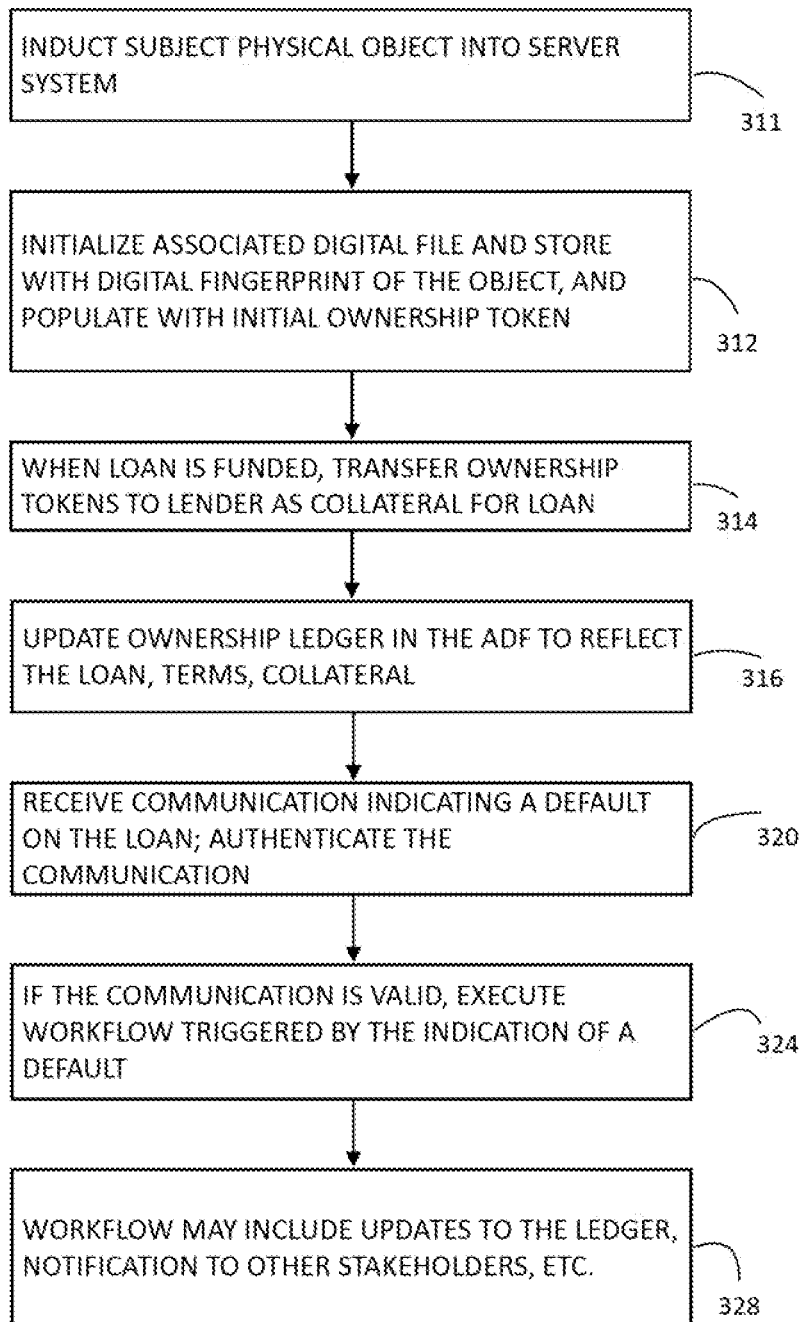 INDUCT SUBJECT PHYSICAL OBJECT INTO SERVER
SYSTEM
311
INITIALIZE ASSOCIATED DIGITAL FILE AND STORE
WITH DIGITAL FINGERPRINT OF THE OBJECT, AND
POPULATE WITH INITIAL OWNERSHIP TOKEN
312
WHEN LOAN IS FUNDED, TRANSFER OWNERSHIP
TOKENS TO LENDER AS COLLATERAL FOR LOAN
314
UPDATE OWNERSHIP LEDGER IN THE ADF TO REFLECT
THE LOAN, TERMS, COLLATERAL
316
RECEIVE COMMUNICATION INDICATING A DEFAULT
ON THE LOAN; AUTHENTICATE THE
COMMUNICATION
320
IF THE COMMUNICATION IS VALID, EXECUTE
WORKFLOW TRIGGERED BY THE INDICATION OF A
DEFAULT
324
WORKFLOW MAY INCLUDE UPDATES TO THE LEDGER,
NOTIFICATION TO OTHER STAKEHOLDERS, ETC.
328